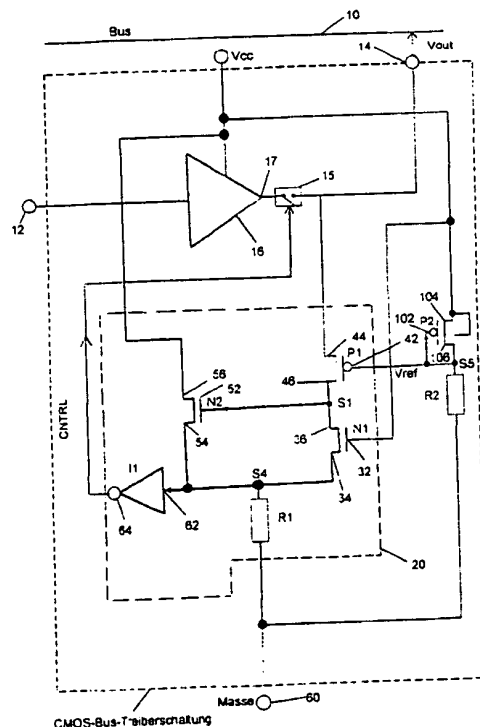 Bus
10
14
Vout
Vcc
17
15
12
16
104
102
P2
44
P1
42
106
S5
56
52
46
Vref
R2
N2
S1
CNTRL
54
36
N1
32
I1
S4
34
64
62
R1
20
Masse
60
CMOS-Bus-Treiberschaltung